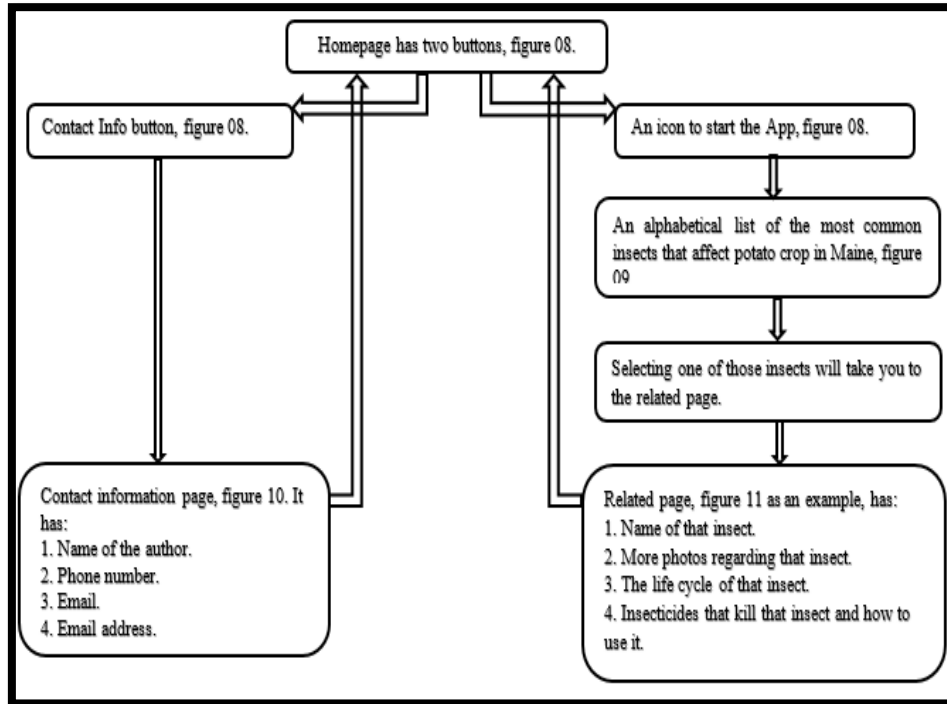 Homepage has two buttons, figure 08.
Contact Info button, figure 08.
An icon to start the App, figure 08.
An alphabetical list of the most common
insects that affect potato crop in Maine, figure
09
Selecting one of those insects will take you to
the related page.
Contact information page, figure 10. It
has:
1. Name of the author.
2. Phone number.
3. Email.
4. Email address.
Related page, figure 11 as an example, has:
1. Name of that insect.
2. More photos regarding that insect.
3. The life cycle of that insect.
4. Insecticides that kill that insect and how to
use it.